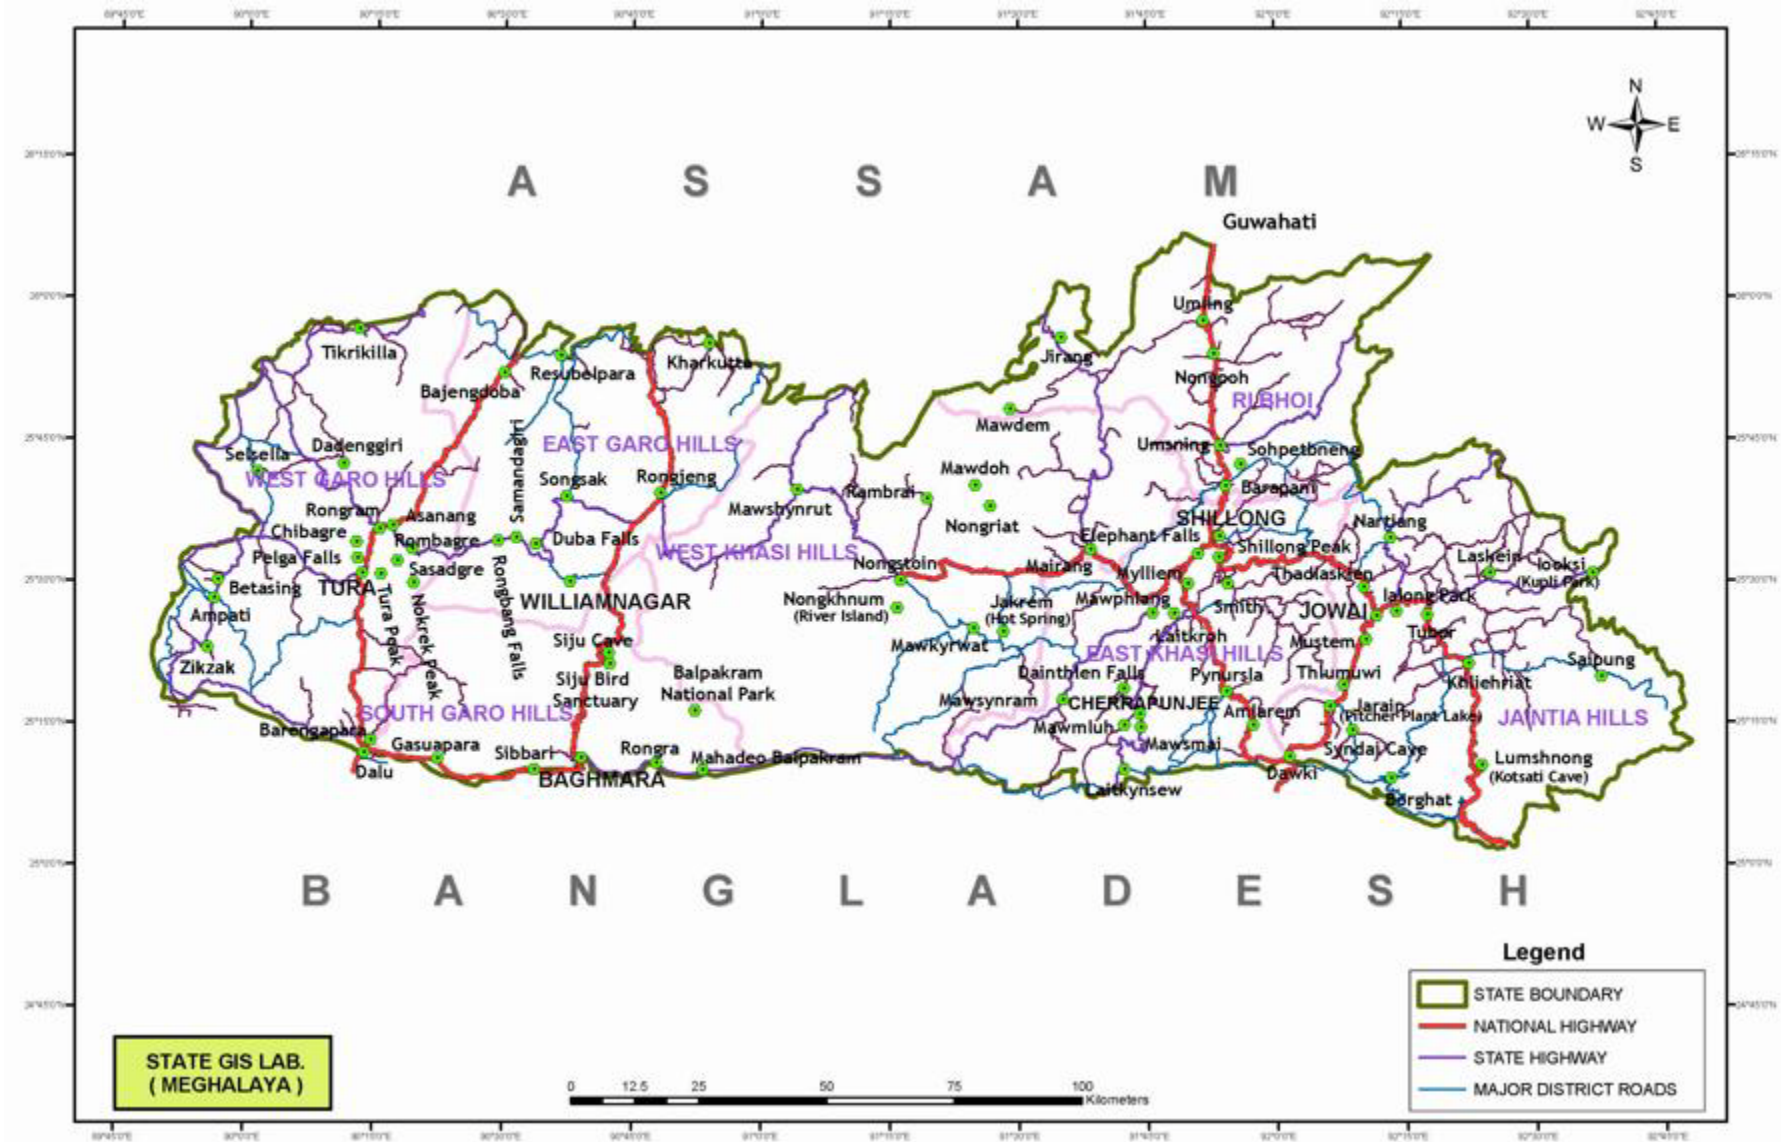 N
W E
S
A S S A M
Guwahati
Umling
Tikrikilla
Kharkutta
Jirang
Resubelpara
Bajengdoba
Nongpoh
RI BHOI
Mawdem
Dadenggiri
EAST GARO HILLS
Umsning
Sohpetbneng
Selsella
WEST GARO HILLS
Samandagri
Songsak
Rongjeng
Mawdoh
Rambrai
Barapani
Mawshynrut
Rongram
Asanang
Nongriat
SHILLONG
Nartiang
Chibagre
Rombagre
Duba Falls
Elephant Falls
Shillong Peak
Pelga Falls
WEST KHASI HILLS
Nongstoin
Mairang
Laskein
Iooksi
(Kupli Park)
Sasadgre
Mylliem
Thadlaskien
Betasing
TURA
WILLIAMNAGAR
Nongkhnum
(River Island)
Jakrem
(Hot Spring)
Mawphlang
Smith
JOWAI
Ialong Park
Ampati
Tura Peak
Nokrek Peak
Rongbang Falls
Siju Cave
Mawkyrwat
Laitkroh
Mustem
Tuber
Zikzak
EAST KHASI HILLS
Saipung
Siju Bird
Sanctuary
Balpakram
National Park
Dainthlen Falls
Pynursla
Thlumuwi
Khliehriat
SOUTH GARO HILLS
Mawsynram
CHERRAPUNJEE
Amlarem
Jarain
(Pitcher Plant Lake)
JAINTIA HILLS
Barengapara
Gasuapara
Sibbari
Rongra
Mahadeo Balpakram
Mawmluh
Mawsmai
Syndai Cave
Lumshnong
(Kotsati Cave)
Dalu
BAGHMARA
Laitkynsew
Dawki
Borghat
B A N G L A D E S H
Legend
STATE BOUNDARY
NATIONAL HIGHWAY
STATE HIGHWAY
MAJOR DISTRICT ROADS
STATE GIS LAB.
( MEGHALAYA )
0 12.5 25 50 75 100
Kilometers